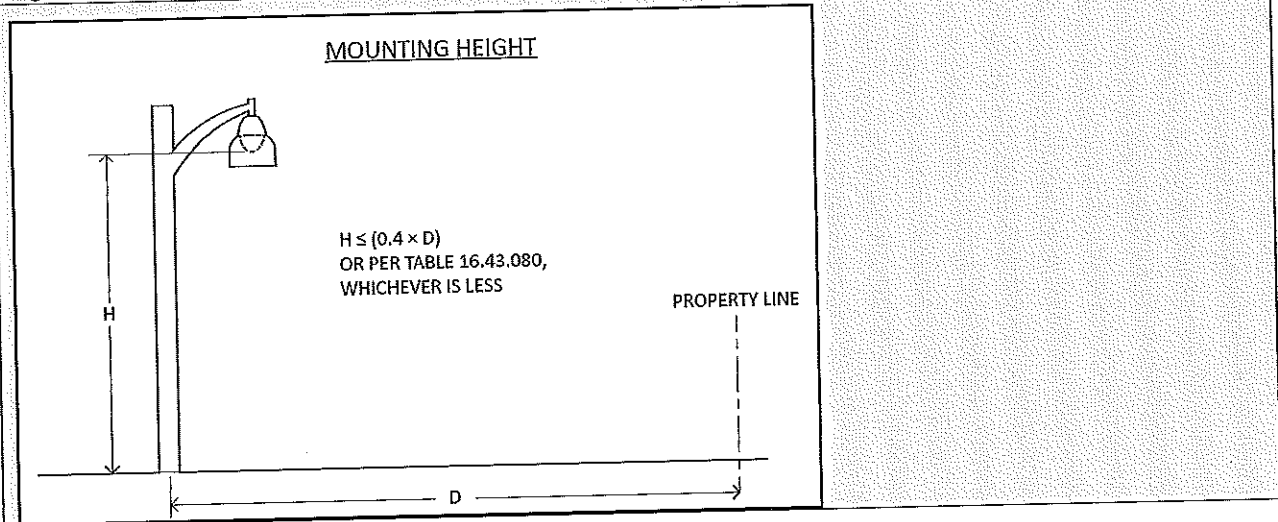 MOUNTING HEIGHT
H ≤ (0.4 × D)
OR PER TABLE 16.43.080,
WHICHEVER IS LESS
PROPERTY LINE
H
D